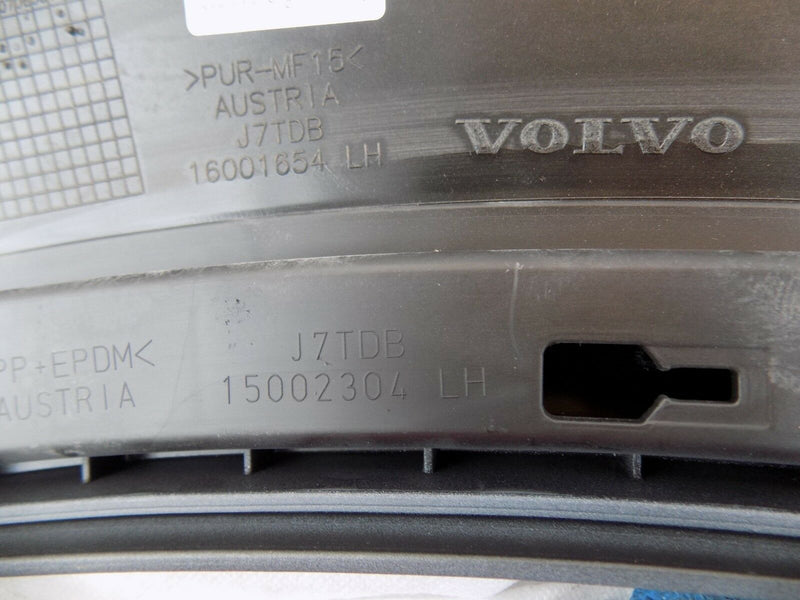 >PUR-MF15<
AUSTRIA
J7TDB
16001654 LH
VOLVO
PP+EPDM<
AUSTRIA
J7TDB
15002304 LH